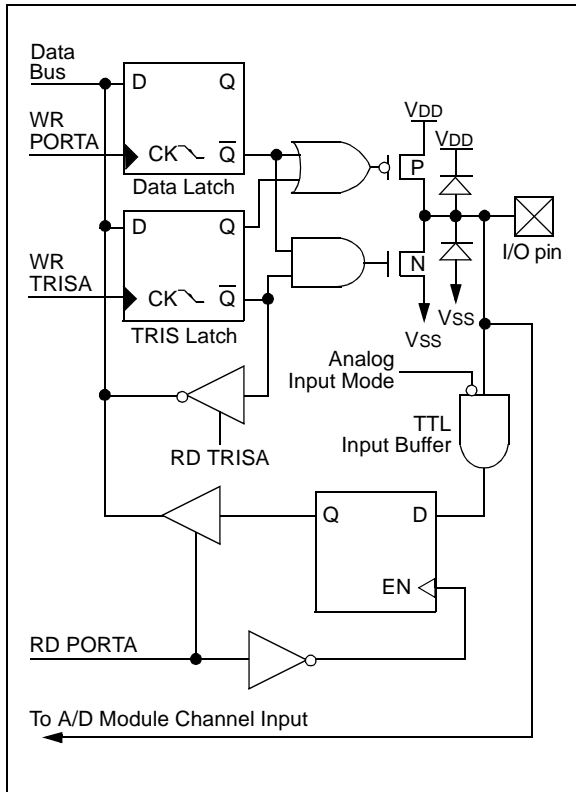 Data
Bus
D Q
WR
PORTA
VDD
VDD
CK Q
P
Data Latch
D Q
I/O pin
WR
TRISA
N
CK Q
VSS
VSS
TRIS Latch
Analog
Input Mode
TTL
Input Buffer
RD TRISA
Q D
EN
RD PORTA
To A/D Module Channel Input